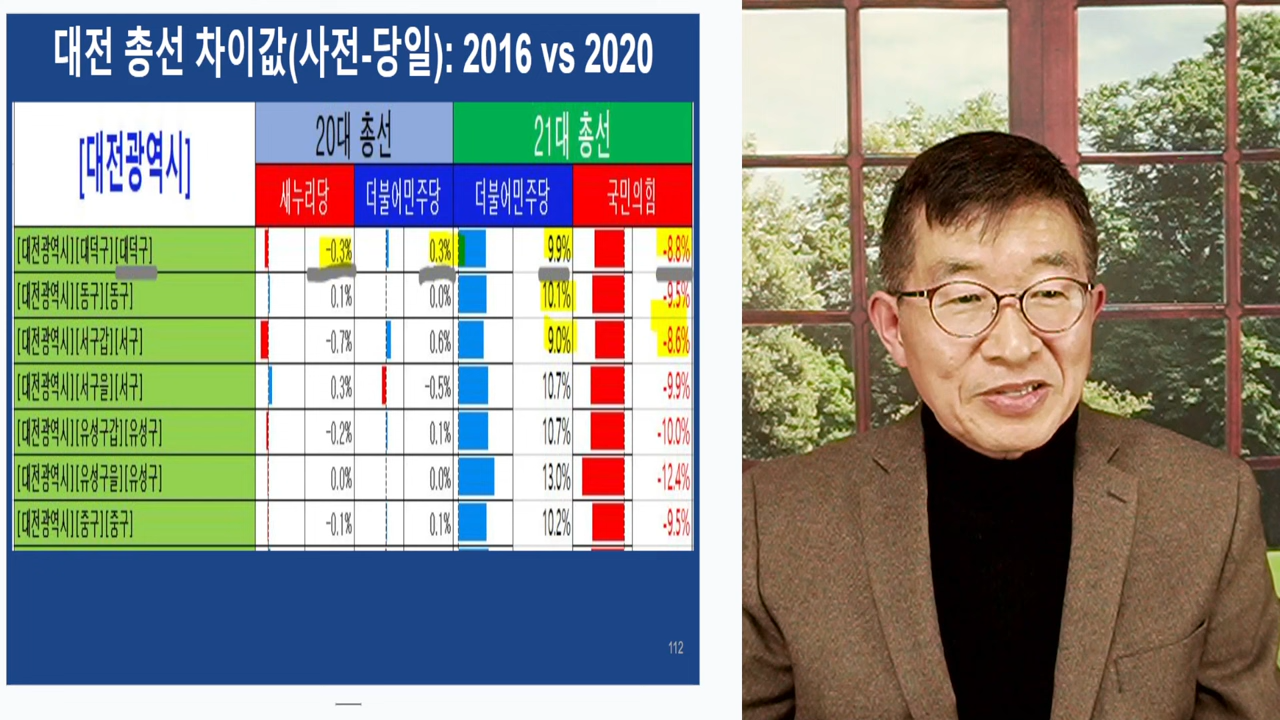 대전 총선 차이값(사전-당일): 2016 vs 2020
[대전광역시] 20대 총선 21대 총선
새누리당 더불어민주당 더불어민주당 국민의힘
[대전광역시][대덕구][대덕구] -0.3% 0.3% 9.9% -8.8%
[대전광역시][동구][동구] 0.1% 0.0% 10.1% -9.5%
[대전광역시][서구갑][서구] -0.7% 0.6% 9.0% -8.6%
[대전광역시][서구을][서구] 0.3% -0.5% 10.7% -9.9%
[대전광역시][유성구갑][유성구] -0.2% 0.1% 10.7% -10.0%
[대전광역시][유성구을][유성구] 0.0% 0.0% 13.0% -12.4%
[대전광역시][중구][중구] -0.1% 0.1% 10.2% -9.5%
112